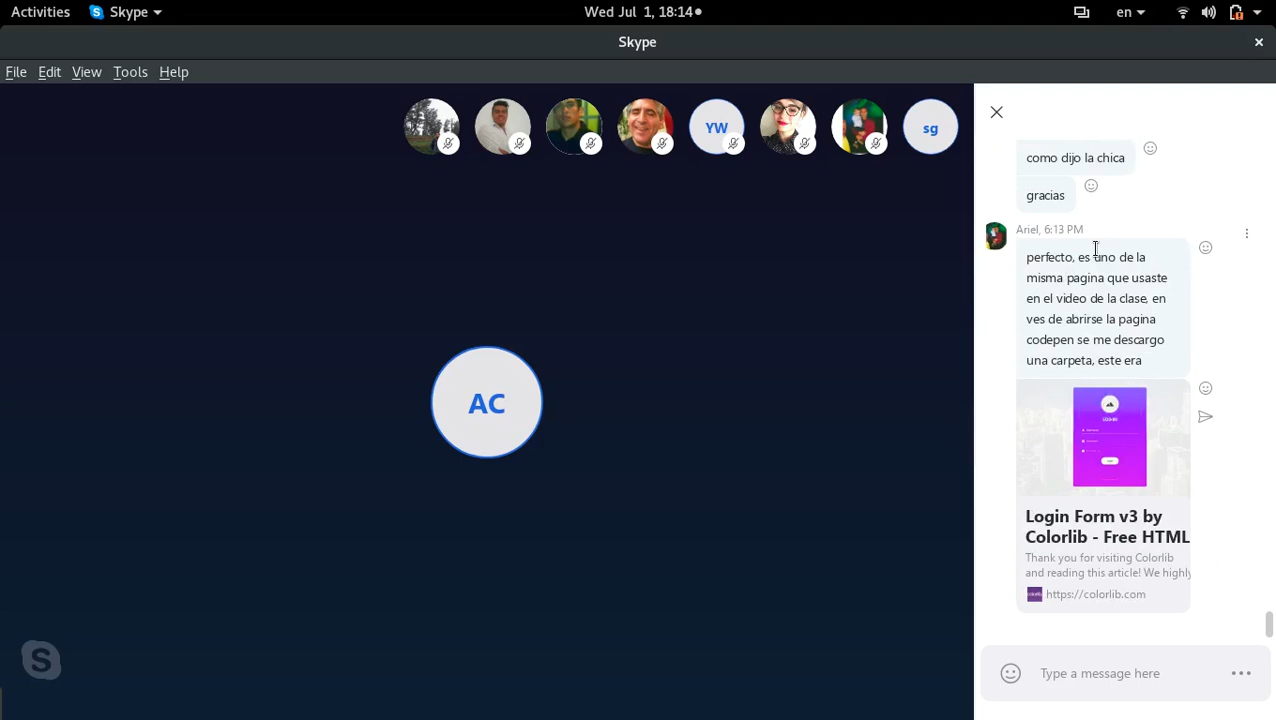 Activities Skype Wed Jul 1, 18:14 en
Skype
File Edit View Tools Help
YW sg
como dijo la chica
gracias
Ariel, 6:13 PM
perfecto, es uno de la
misma pagina que usaste
en el video de la clase, en
ves de abrirse la pagina
codepen se me descargo
una carpeta, este era
AC
Login Form v3 by
Colorlib - Free HTML
Thank you for visiting Colorlib
and reading this article! We highly
https://colorlib.com
Type a message here